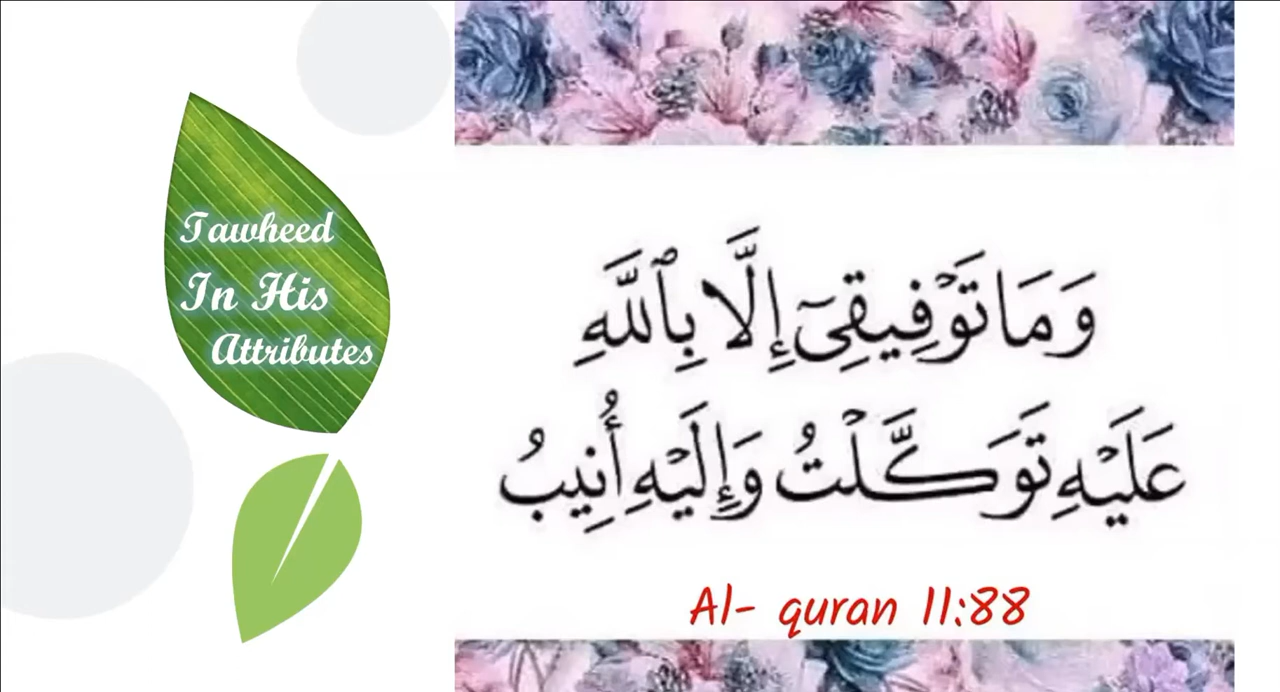 Tawheed
In His
Attributes
وَمَا تَوْفِيقِىٓ إِلَّا بِٱللَّهِ
عَلَيْهِ تَوَكَّلْتُ وَإِلَيْهِ أُنِيبُ
Al- quran 11:88